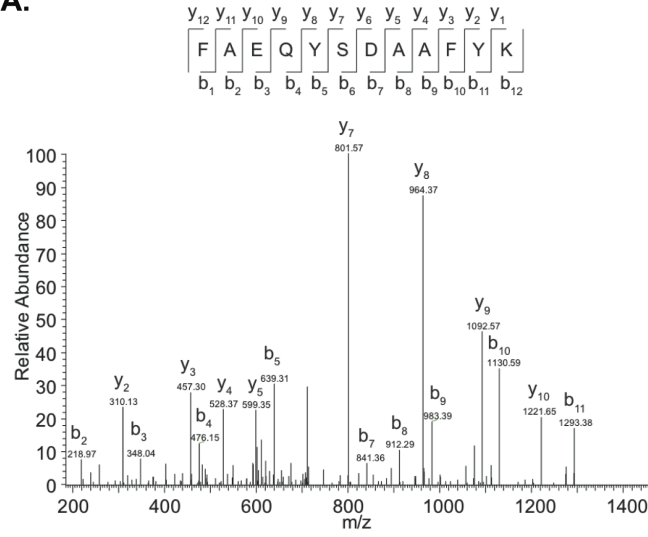 A.
y12 y11 y10 y9 y8 y7 y6 y5 y4 y3 y2 y1
F A E Q Y S D A A F Y K
b1 b2 b3 b4 b5 b6 b7 b8 b9 b10 b11 b12
y7
801.57
y8
964.37
y9
1092.57
b10
1130.59
b5
639.31
y3
457.30
y2
310.13
y4
528.37
y5
599.35
b9
983.39
y10
1221.65
b11
1293.38
b4
476.15
b2
218.97
b3
348.04
b7
841.36
b8
912.29
Relative Abundance
100
90
80
70
60
50
40
30
20
10
0
200 400 600 800 1000 1200 1400
m/z